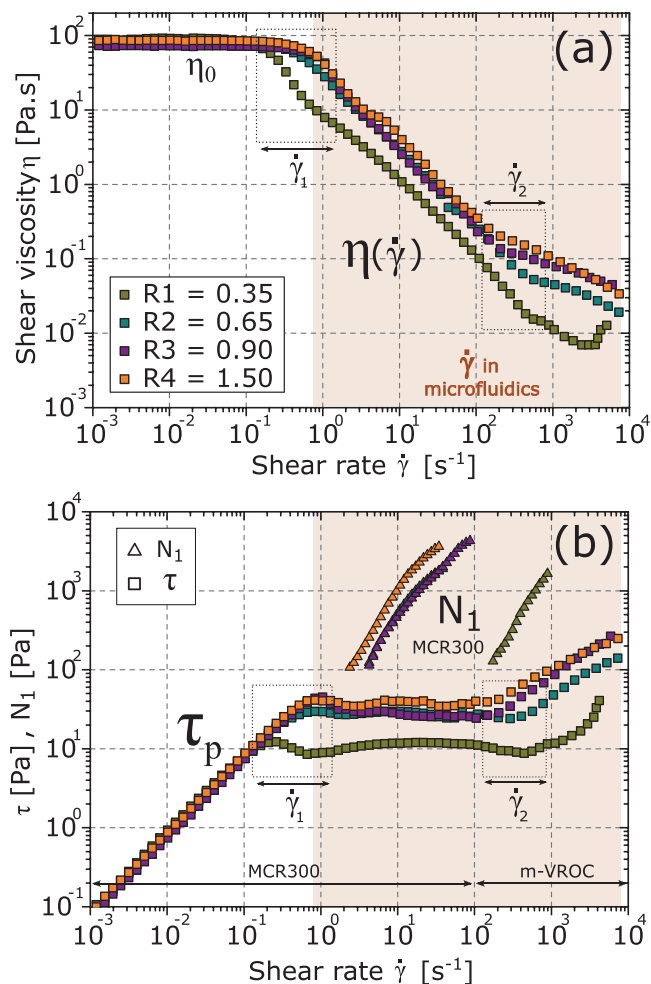 (a)
Shear viscosity η [Pa.s]
10³
10²
10¹
10⁰
10⁻¹
10⁻²
10⁻³
η₀
γ̇₁
γ̇₂
η(γ̇)
R1 = 0.35
R2 = 0.65
R3 = 0.90
R4 = 1.50
γ̇ in
microfluidics
10⁻³ 10⁻² 10⁻¹ 10⁰ 10¹ 10² 10³ 10⁴
Shear rate γ̇ [s⁻¹]
(b)
τ [Pa] , N₁ [Pa]
10⁴
10³
10²
10¹
10⁰
10⁻¹
N₁
τ
N₁
MCR300
τₚ
γ̇₁
γ̇₂
MCR300
m-VROC
10⁻³ 10⁻² 10⁻¹ 10⁰ 10¹ 10² 10³ 10⁴
Shear rate γ̇ [s⁻¹]